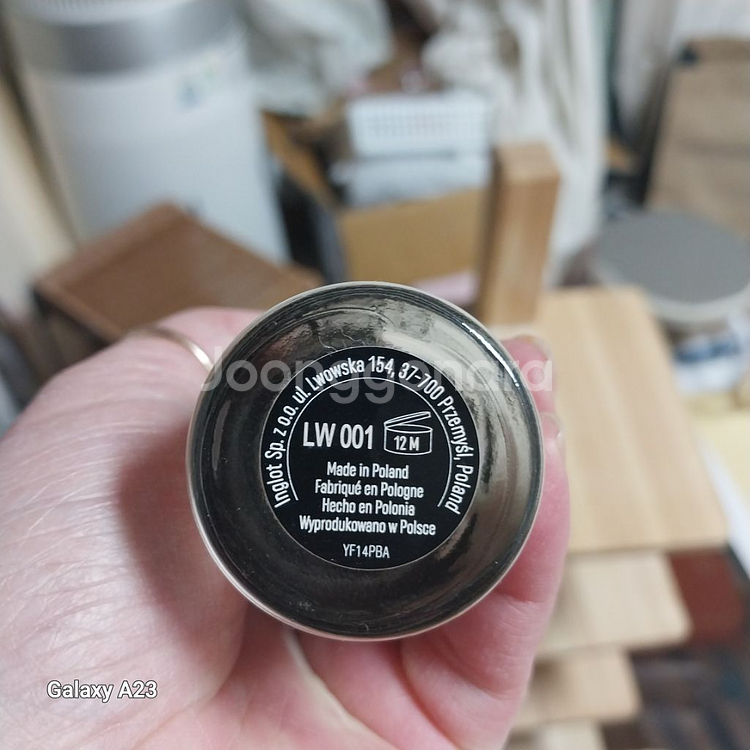 Inglot Sp. z o.o. ul. Lwowska 154, 37-700 Przemyśl, Poland
LW 001
12 M
Made in Poland
Fabriqué en Pologne
Hecho en Polonia
Wyprodukowano w Polsce
YF14PBA
Joonggonara
Galaxy A23